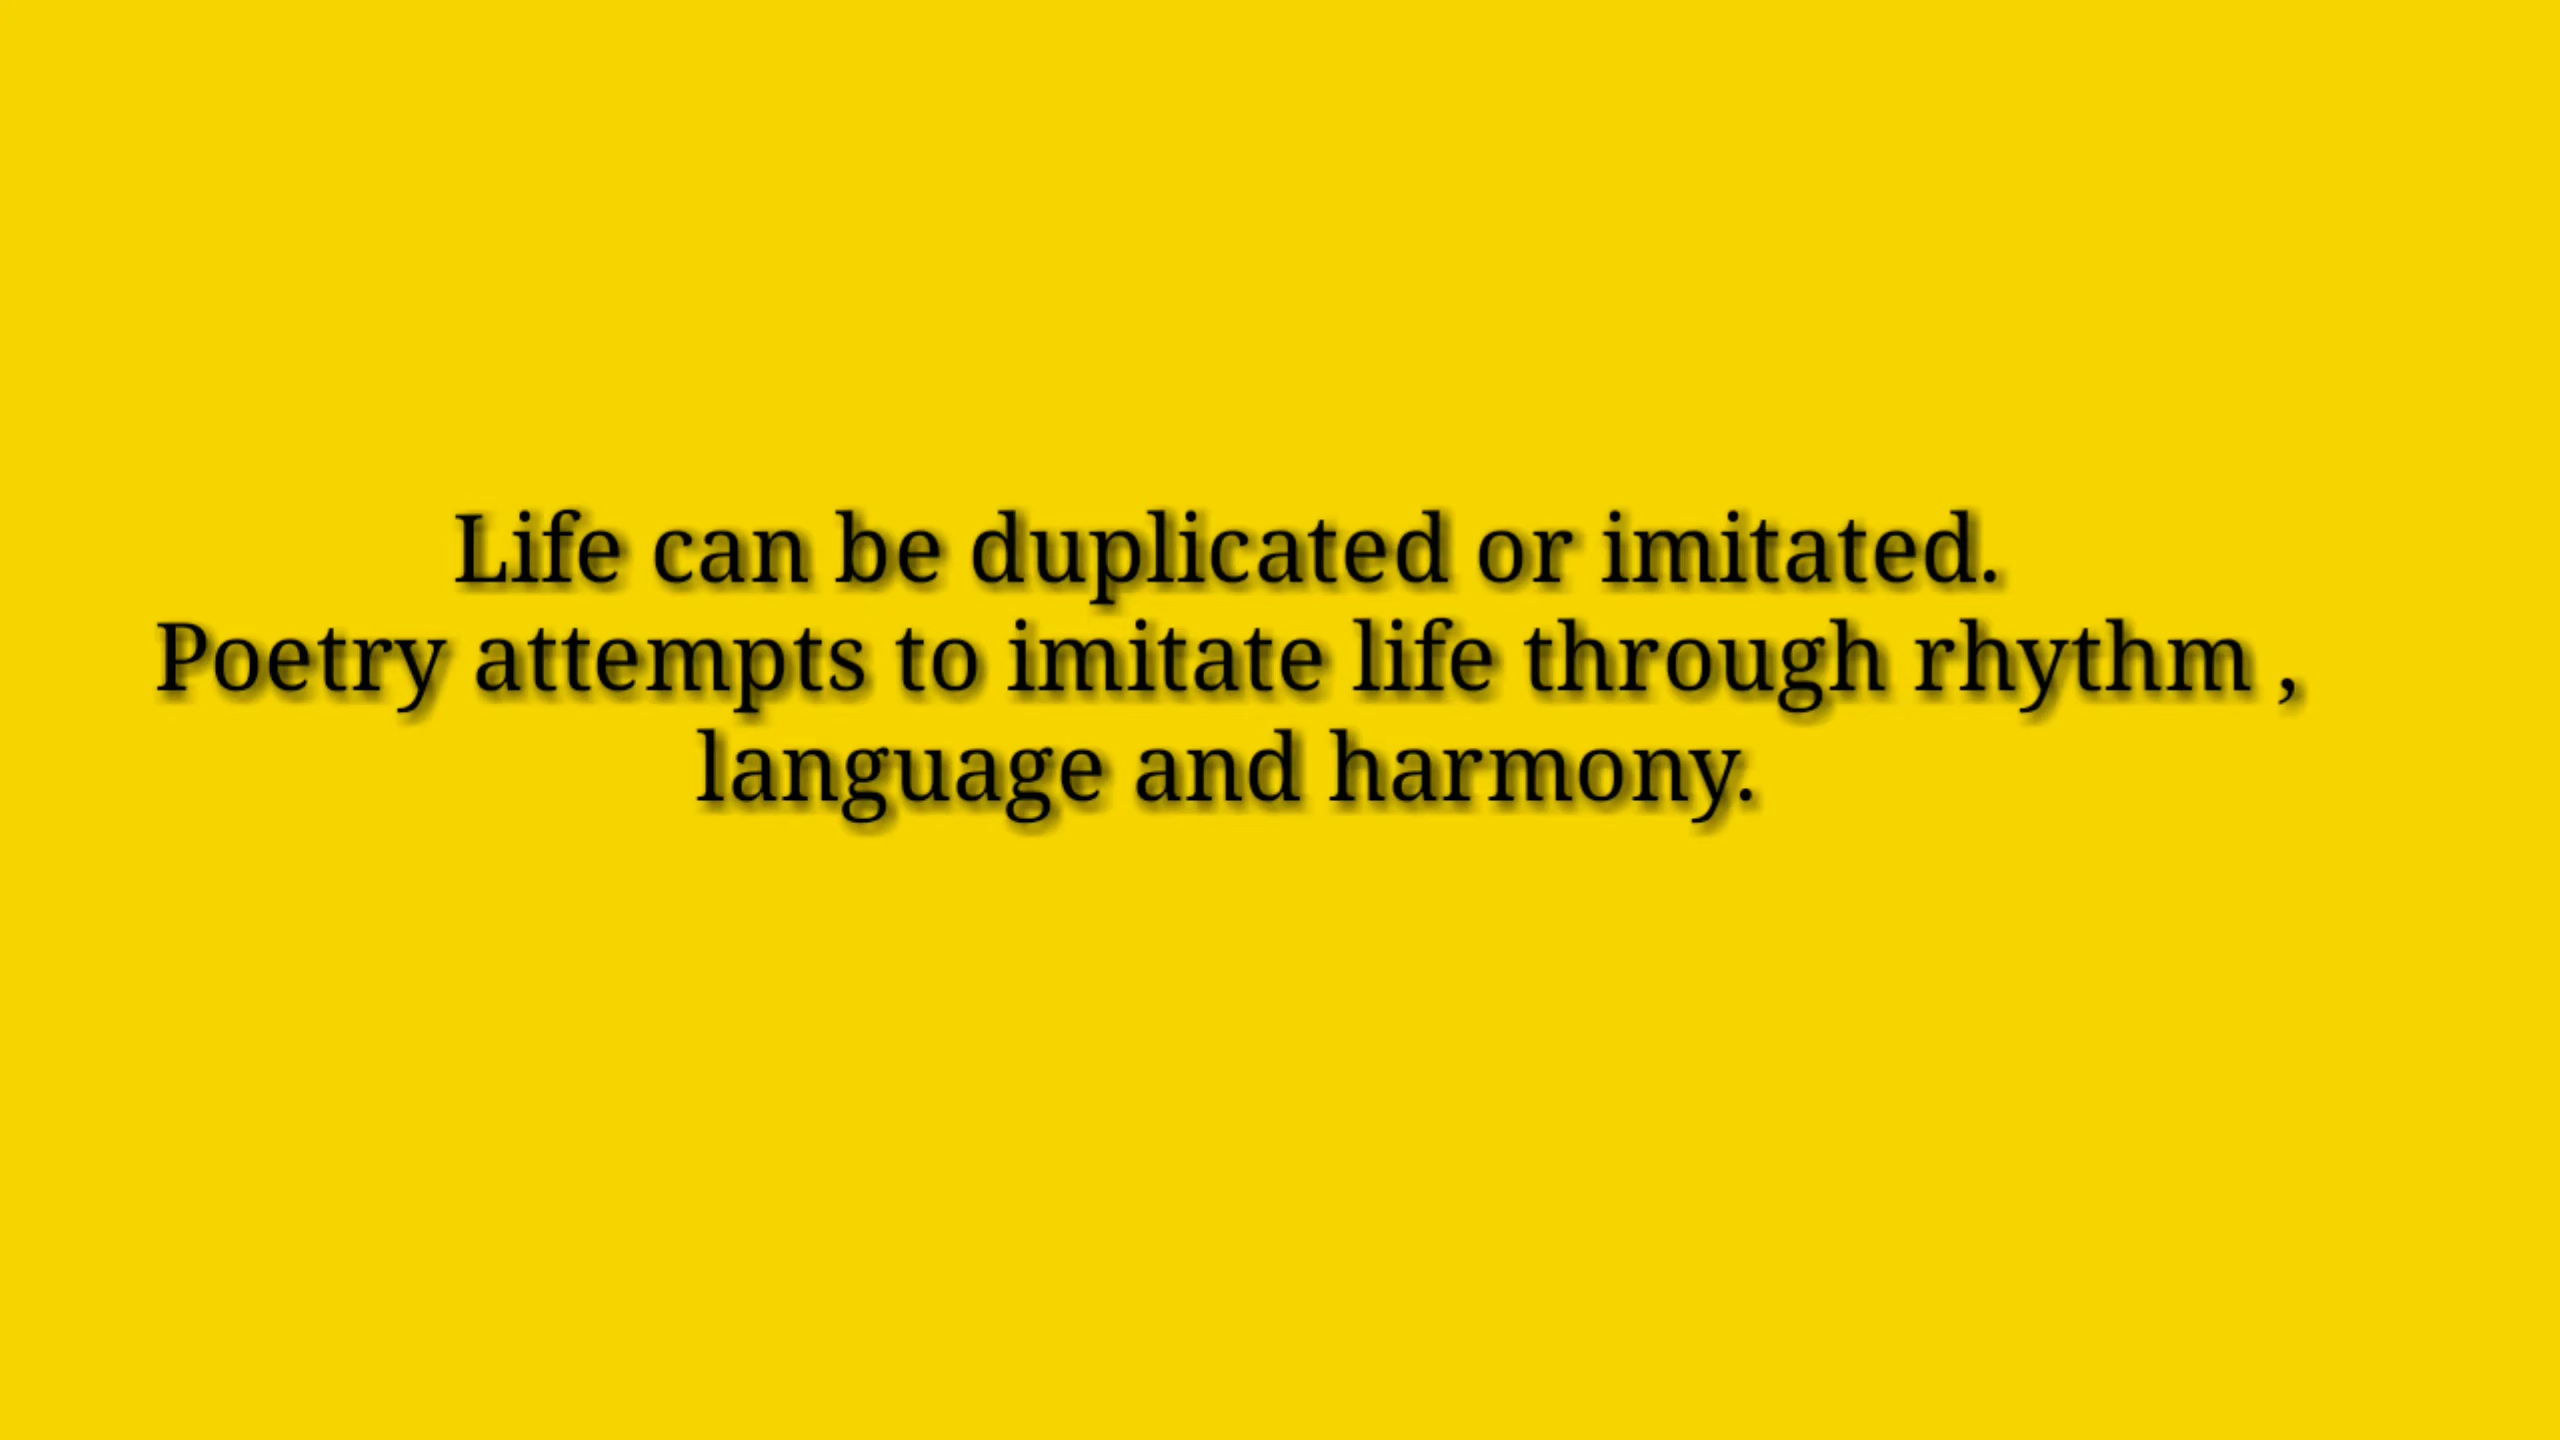 Life can be duplicated or imitated.
Poetry attempts to imitate life through rhythm ,
language and harmony.